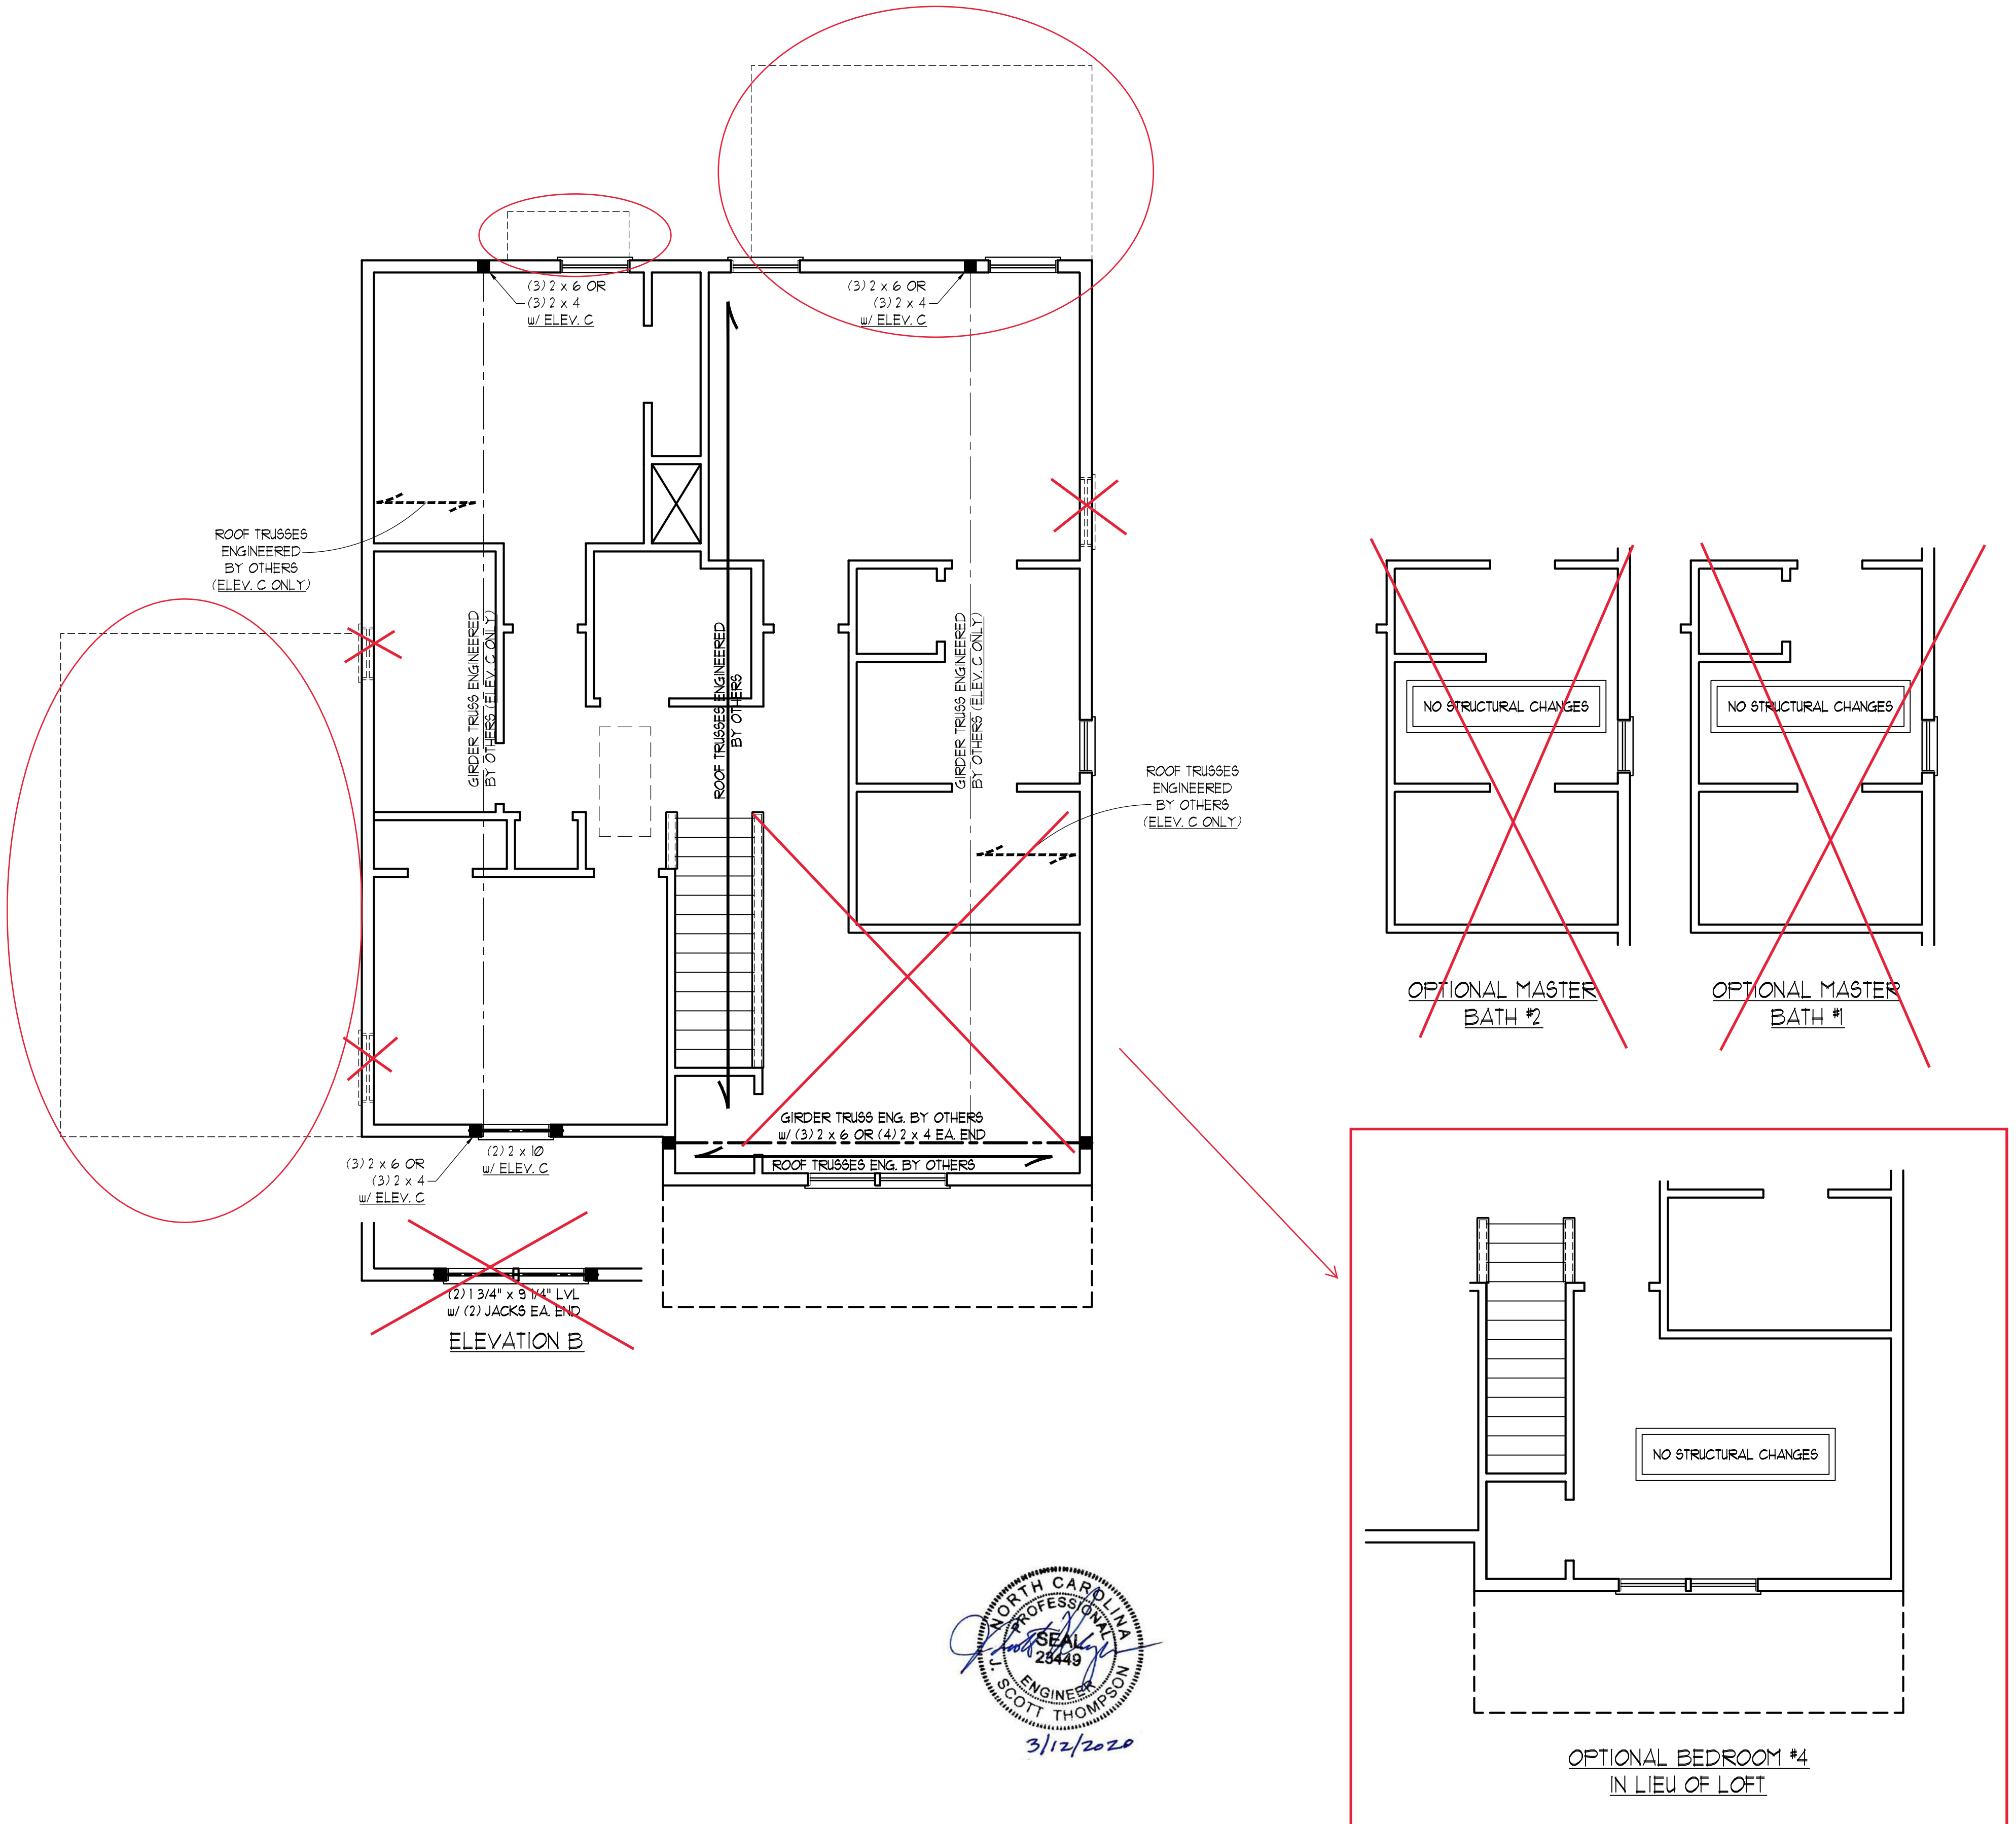 (3) 2 x 6 OR
(3) 2 x 4
w/ ELEV. C
(3) 2 x 6 OR
(3) 2 x 4
w/ ELEV. C
ROOF TRUSSES
ENGINEERED
BY OTHERS
(ELEV. C ONLY)
GIRDER TRUSS ENGINEERED
BY OTHERS (ELEV. C ONLY)
ROOF TRUSSES ENGINEERED
BY OTHERS
GIRDER TRUSS ENGINEERED
BY OTHERS (ELEV. C ONLY)
ROOF TRUSSES
ENGINEERED
BY OTHERS
(ELEV. C ONLY)
NO STRUCTURAL CHANGES
OPTIONAL MASTER
BATH #2
NO STRUCTURAL CHANGES
OPTIONAL MASTER
BATH #1
GIRDER TRUSS ENG. BY OTHERS
w/ (3) 2 x 6 OR (4) 2 x 4 EA. END
ROOF TRUSSES ENG. BY OTHERS
(3) 2 x 6 OR
(3) 2 x 4
w/ ELEV. C
(2) 2 x 10
w/ ELEV. C
(2) 1 3/4" x 9 1/4" LVL
w/ (2) JACKS EA. END
ELEVATION B
NO STRUCTURAL CHANGES
OPTIONAL BEDROOM #4
IN LIEU OF LOFT
NORTH CAROLINA
PROFESSIONAL
SEAL
23449
ENGINEER
J. SCOTT THOMPSON
3/12/2020